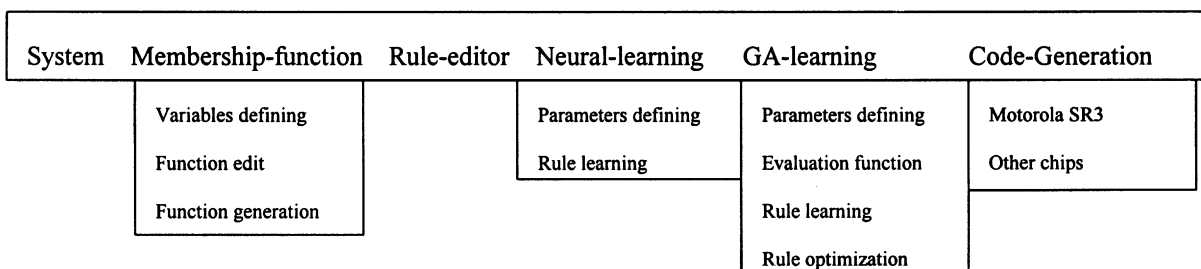 System Membership-function Rule-editor Neural-learning GA-learning Code-Generation
Variables defining Parameters defining Parameters defining Motorola SR3
Function edit Rule learning Evaluation function Other chips
Function generation Rule learning
Rule optimization